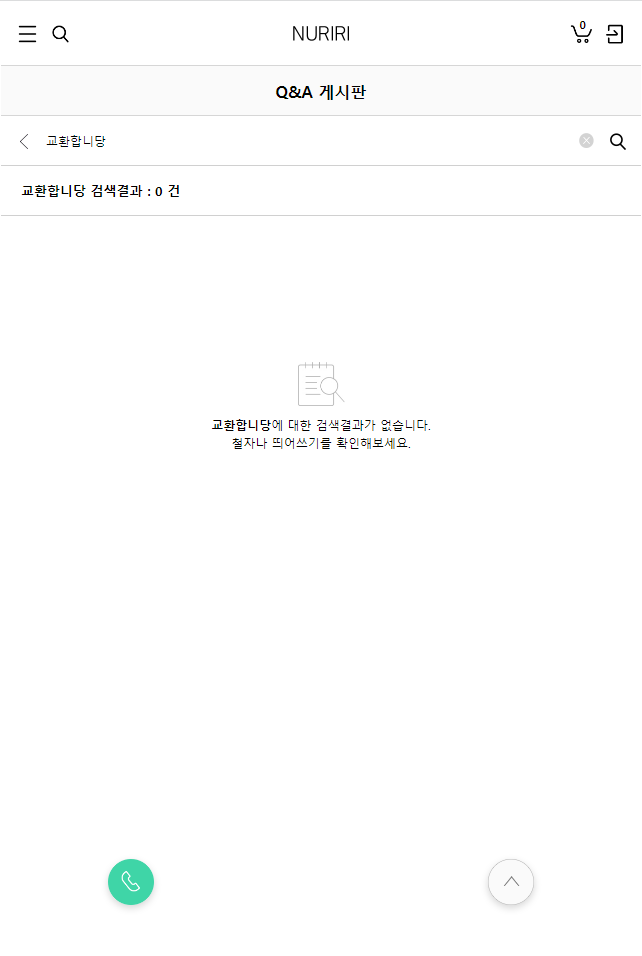 NURIRI
0
Q&A 게시판
교환합니당
교환합니당 검색결과 : 0 건
교환합니당에 대한 검색결과가 없습니다.
철자나 띄어쓰기를 확인해보세요.